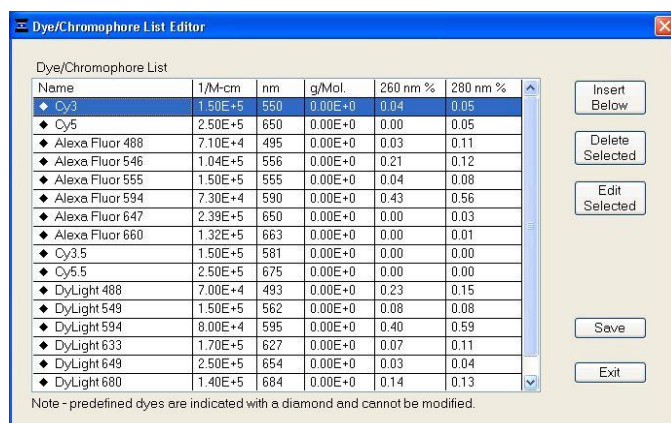 Dye/Chromophore List Editor
Dye/Chromophore List
Name 1/M-cm nm g/Mol. 260 nm % 280 nm %
◆ Cy3 1.50E+5 550 0.00E+0 0.04 0.05
◆ Cy5 2.50E+5 650 0.00E+0 0.00 0.05
◆ Alexa Fluor 488 7.10E+4 495 0.00E+0 0.03 0.11
◆ Alexa Fluor 546 1.04E+5 556 0.00E+0 0.21 0.12
◆ Alexa Fluor 555 1.50E+5 555 0.00E+0 0.04 0.08
◆ Alexa Fluor 594 7.30E+4 590 0.00E+0 0.43 0.56
◆ Alexa Fluor 647 2.39E+5 650 0.00E+0 0.00 0.03
◆ Alexa Fluor 660 1.32E+5 663 0.00E+0 0.00 0.01
◆ Cy3.5 1.50E+5 581 0.00E+0 0.00 0.00
◆ Cy5.5 2.50E+5 675 0.00E+0 0.00 0.00
◆ DyLight 488 7.00E+4 493 0.00E+0 0.23 0.15
◆ DyLight 549 1.50E+5 562 0.00E+0 0.08 0.08
◆ DyLight 594 8.00E+4 595 0.00E+0 0.40 0.59
◆ DyLight 633 1.70E+5 627 0.00E+0 0.07 0.11
◆ DyLight 649 2.50E+5 654 0.00E+0 0.03 0.04
◆ DyLight 680 1.40E+5 684 0.00E+0 0.14 0.13
Note - predefined dyes are indicated with a diamond and cannot be modified.
Insert
Below
Delete
Selected
Edit
Selected
Save
Exit